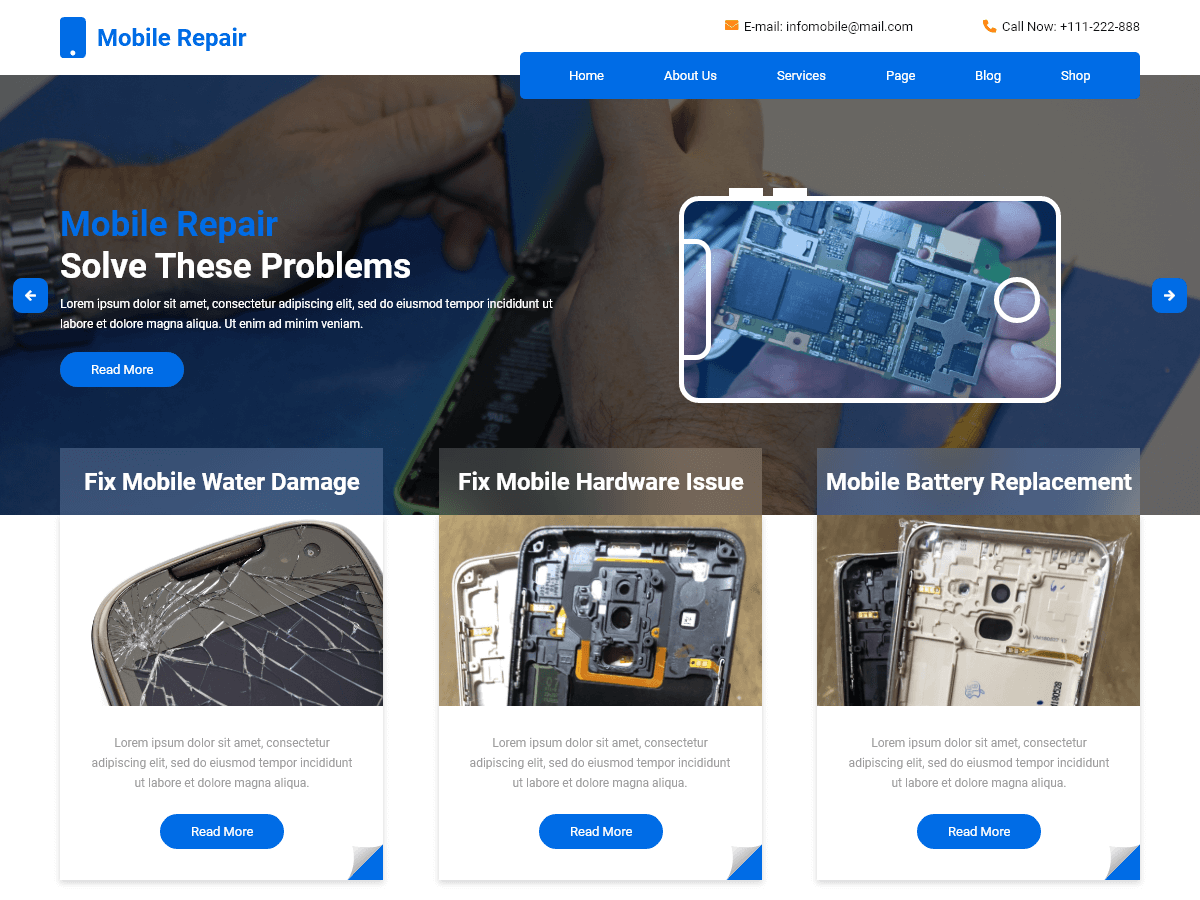 Mobile Repair
E-mail: infomobile@mail.com
Call Now: +111-222-888
Home
About Us
Services
Page
Blog
Shop
Mobile Repair
Solve These Problems
Lorem ipsum dolor sit amet, consectetur adipiscing elit, sed do eiusmod tempor incididunt ut
labore et dolore magna aliqua. Ut enim ad minim veniam.
Read More
Fix Mobile Water Damage
Lorem ipsum dolor sit amet, consectetur
adipiscing elit, sed do eiusmod tempor incididunt
ut labore et dolore magna aliqua.
Read More
Fix Mobile Hardware Issue
Lorem ipsum dolor sit amet, consectetur
adipiscing elit, sed do eiusmod tempor incididunt
ut labore et dolore magna aliqua.
Read More
Mobile Battery Replacement
Lorem ipsum dolor sit amet, consectetur
adipiscing elit, sed do eiusmod tempor incididunt
ut labore et dolore magna aliqua.
Read More